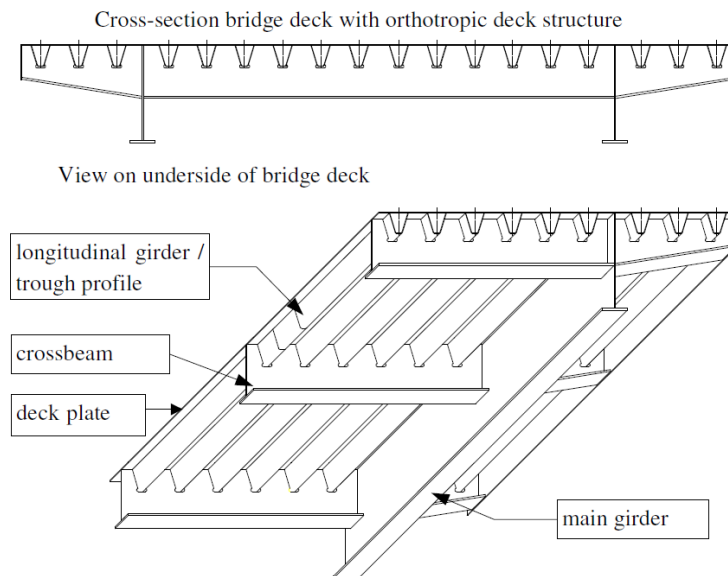 Cross-section bridge deck with orthotropic deck structure
View on underside of bridge deck
longitudinal girder /
trough profile
crossbeam
deck plate
main girder